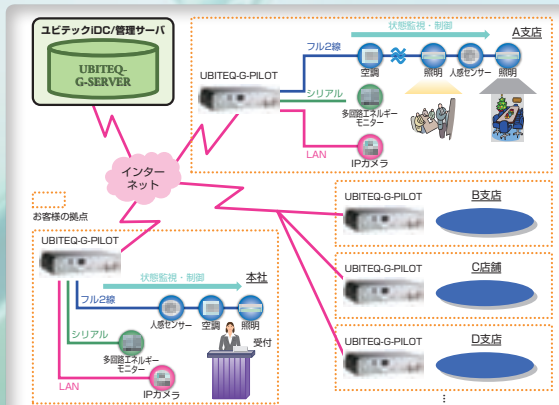 ユビテックiDC/管理サーバ
UBITEQ-
G-SERVER
A支店
状態監視・制御
フル2線
UBITEQ-G-PILOT
空調
照明
人感センサー
照明
シリアル
多回路エネルギー
モニター
LAN
IPカメラ
インター
ネット
お客様の拠点
UBITEQ-G-PILOT
本社
状態監視・制御
フル2線
人感センサー
空調
照明
シリアル
受付
多回路エネルギー
モニター
LAN
IPカメラ
UBITEQ-G-PILOT
B支店
UBITEQ-G-PILOT
C店舗
UBITEQ-G-PILOT
D支店
⋮